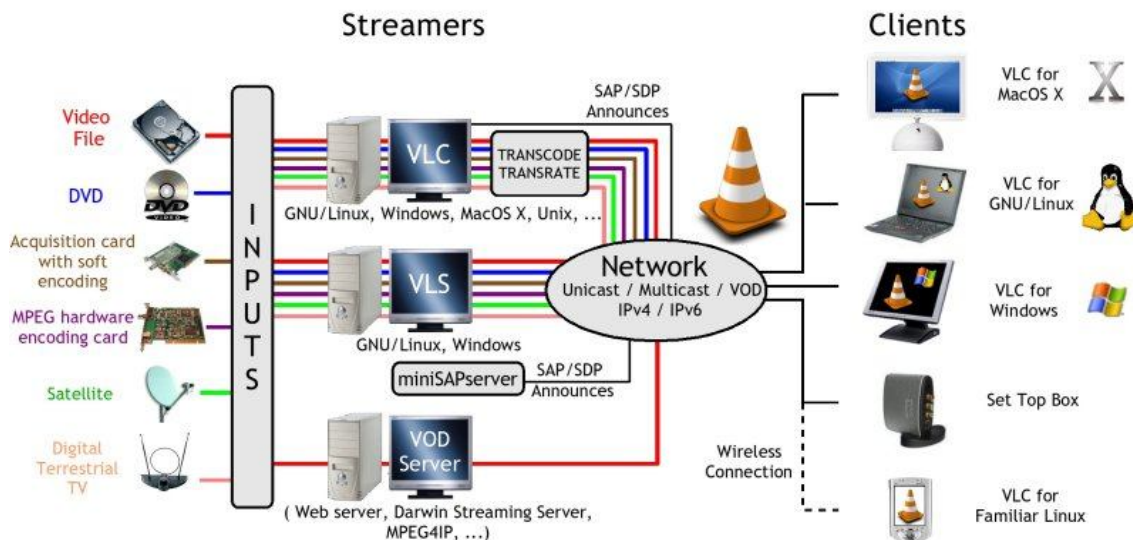 Streamers
Clients
Video
File
DVD
DVD
VIDEO
Acquisition card
with soft
encoding
MPEG hardware
encoding card
Satellite
Digital
Terrestrial
TV
INPUTS
VLC
TRANSCODE
TRANSRATE
SAP/SDP
Announces
GNU/Linux, Windows, MacOS X, Unix, ...
VLS
GNU/Linux, Windows
miniSAPserver
SAP/SDP
Announces
VOD
Server
( Web server, Darwin Streaming Server,
MPEG4IP, ...)
Network
Unicast / Multicast / VOD
IPv4 / IPv6
Wireless
Connection
VLC for
MacOS X
X
VLC for
GNU/Linux
VLC for
Windows
Set Top Box
VLC for
Familiar Linux